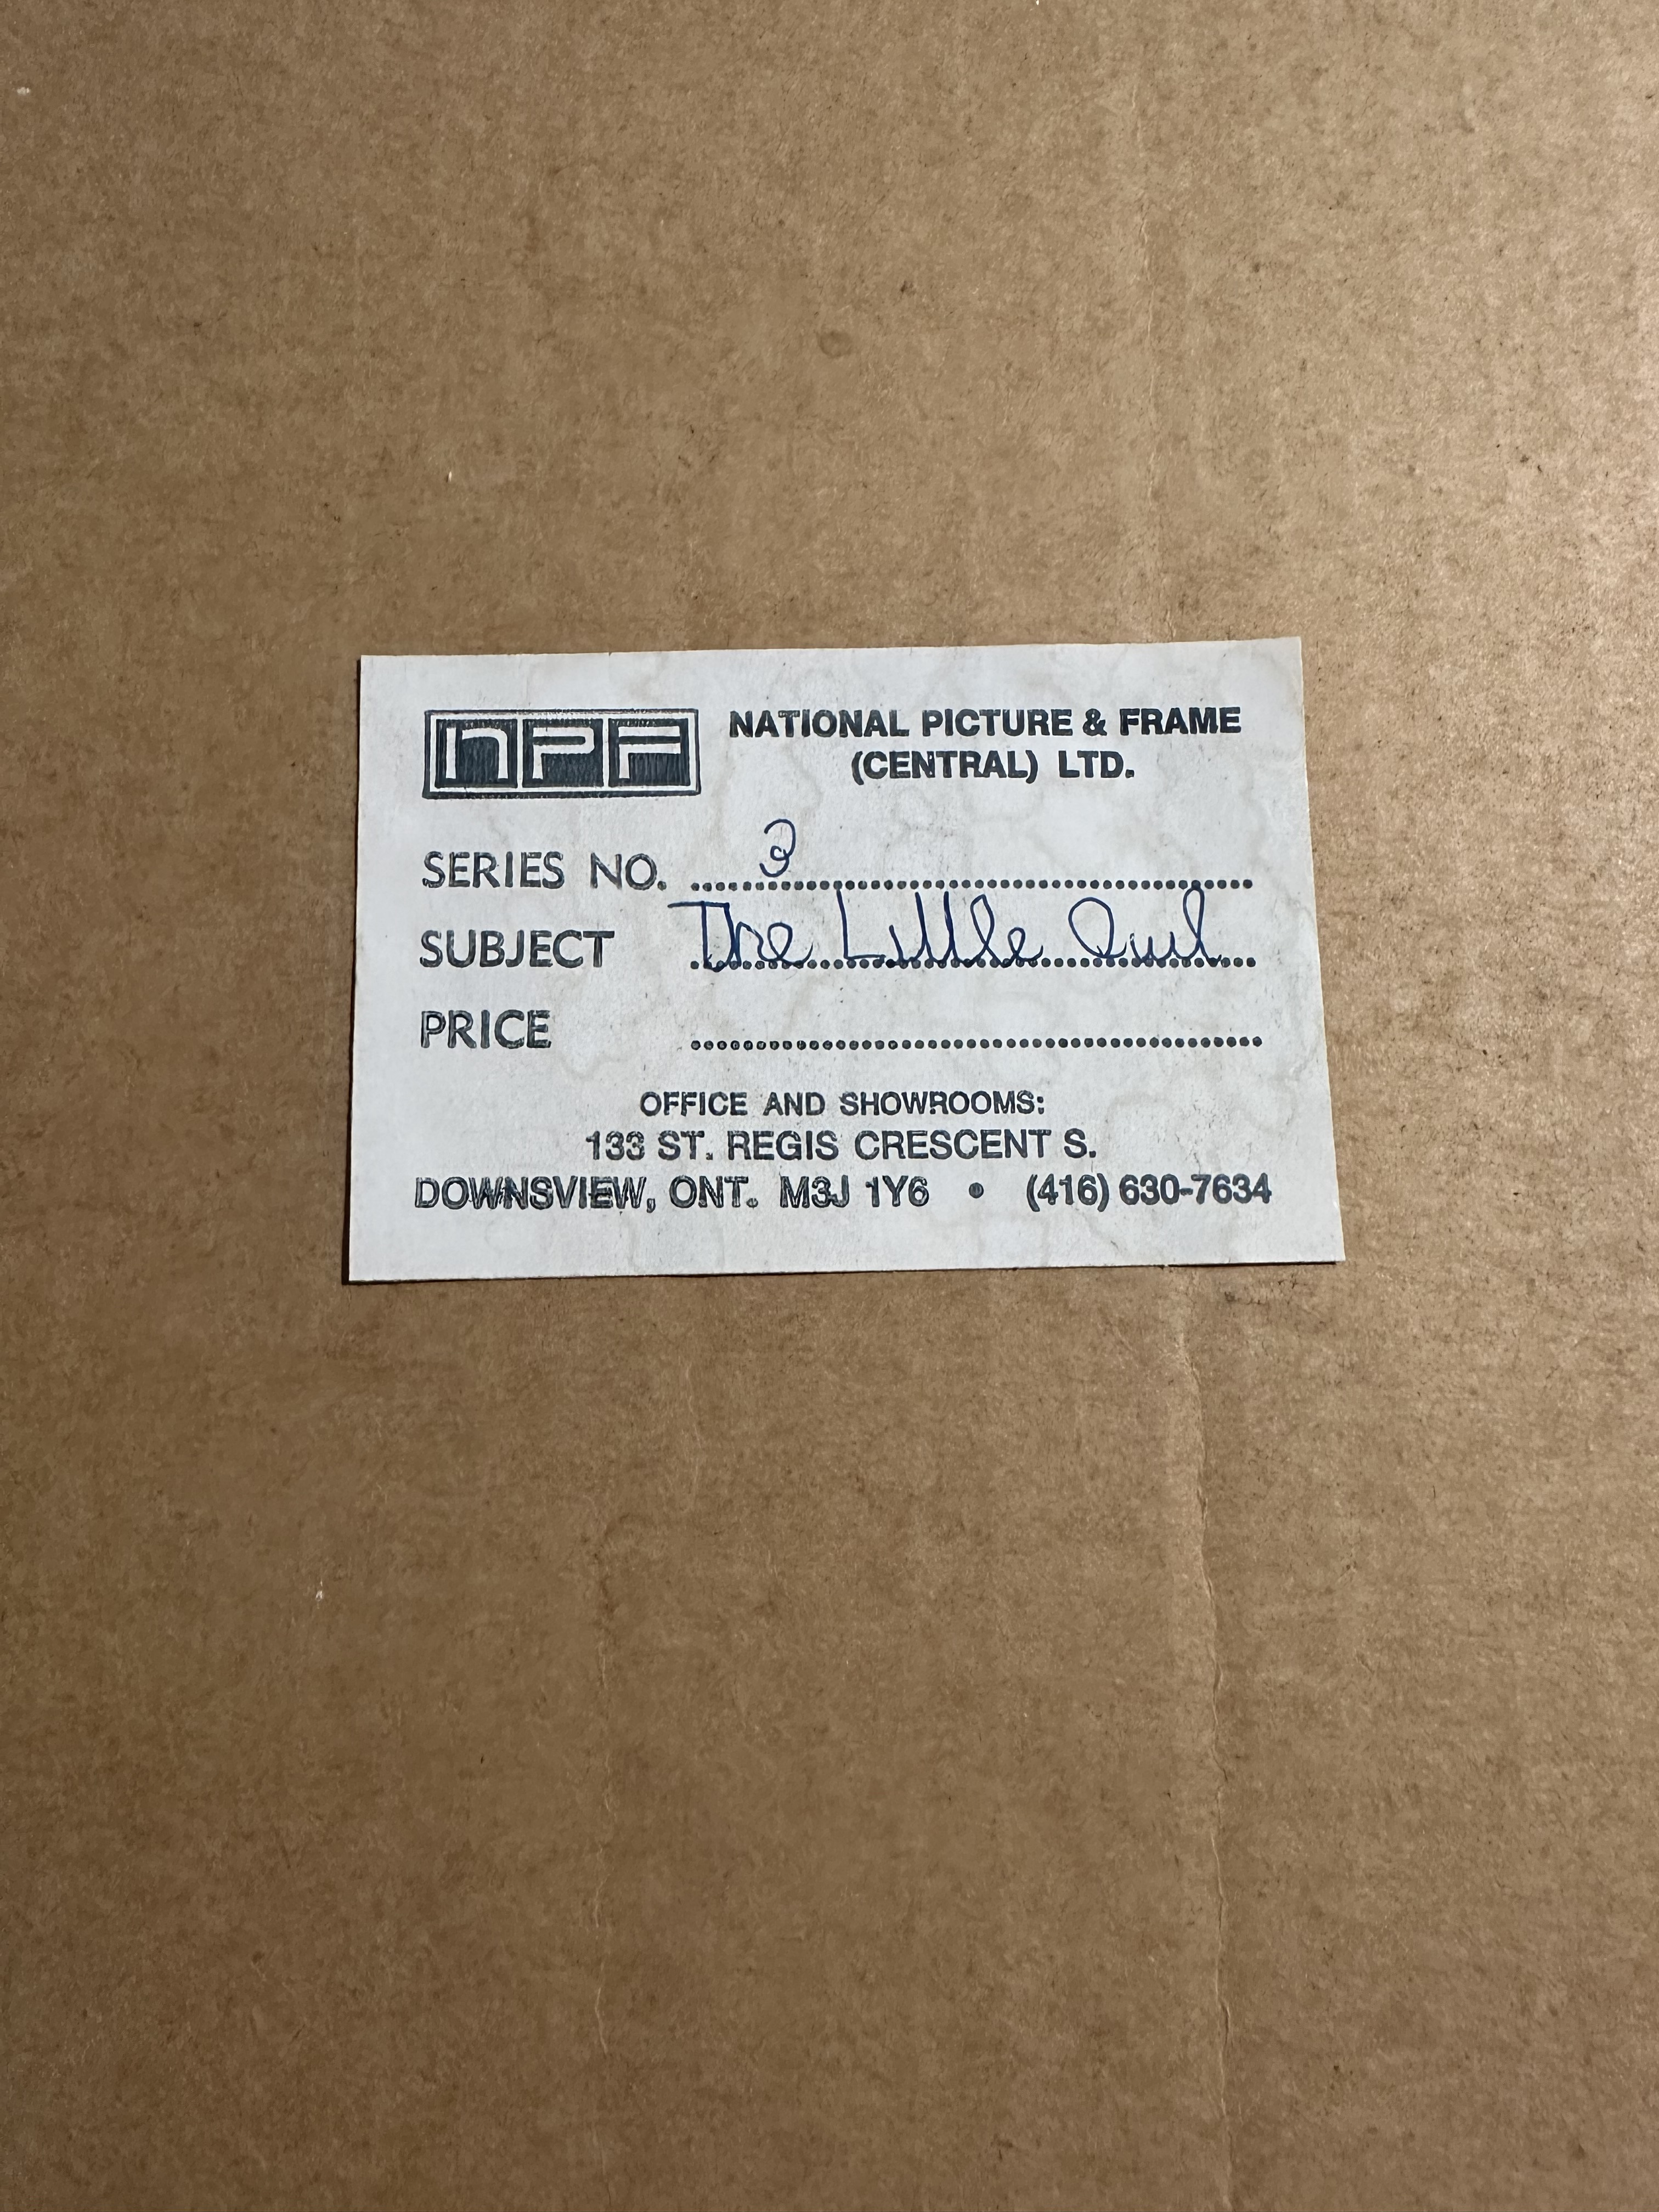 npf NATIONAL PICTURE & FRAME
(CENTRAL) LTD.
SERIES NO. 3
SUBJECT The Little Owl
PRICE
OFFICE AND SHOWROOMS:
133 ST. REGIS CRESCENT S.
DOWNSVIEW, ONT. M3J 1Y6 • (416) 630-7634